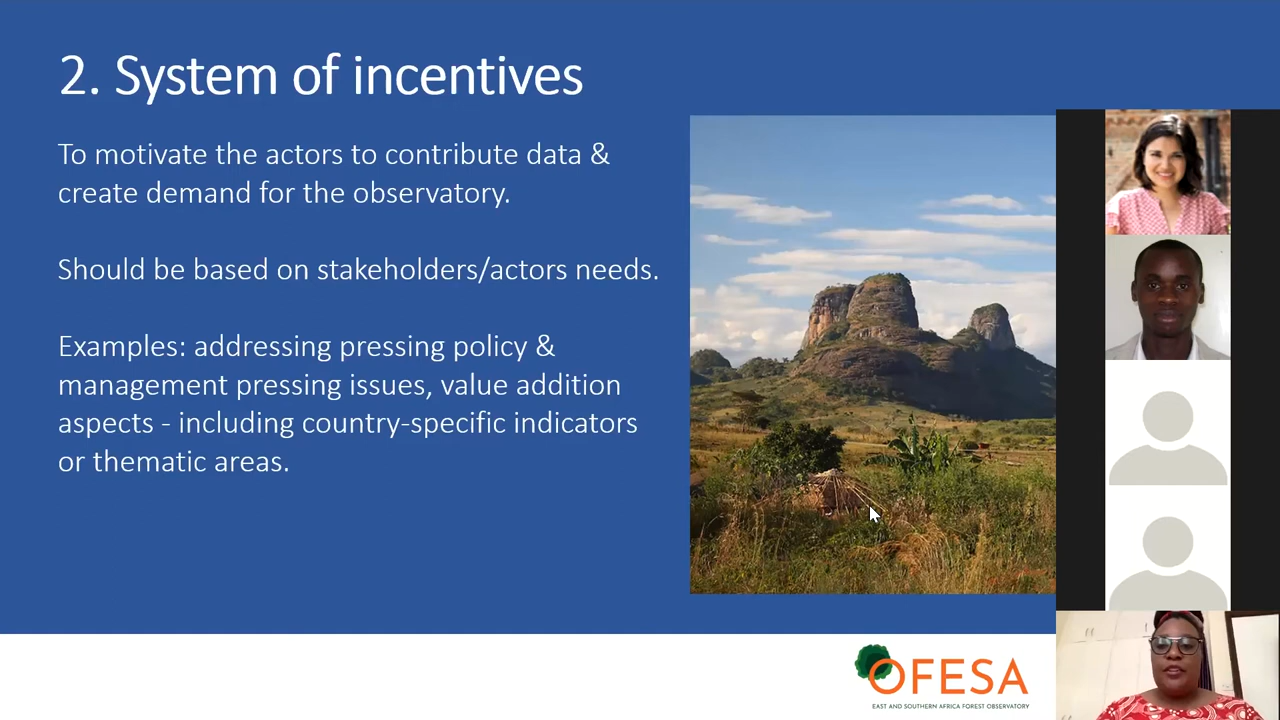 2. System of incentives
To motivate the actors to contribute data &
create demand for the observatory.
Should be based on stakeholders/actors needs.
Examples: addressing pressing policy &
management pressing issues, value addition
aspects - including country-specific indicators
or thematic areas.
OFESA
EAST AND SOUTHERN AFRICA FOREST OBSERVATORY